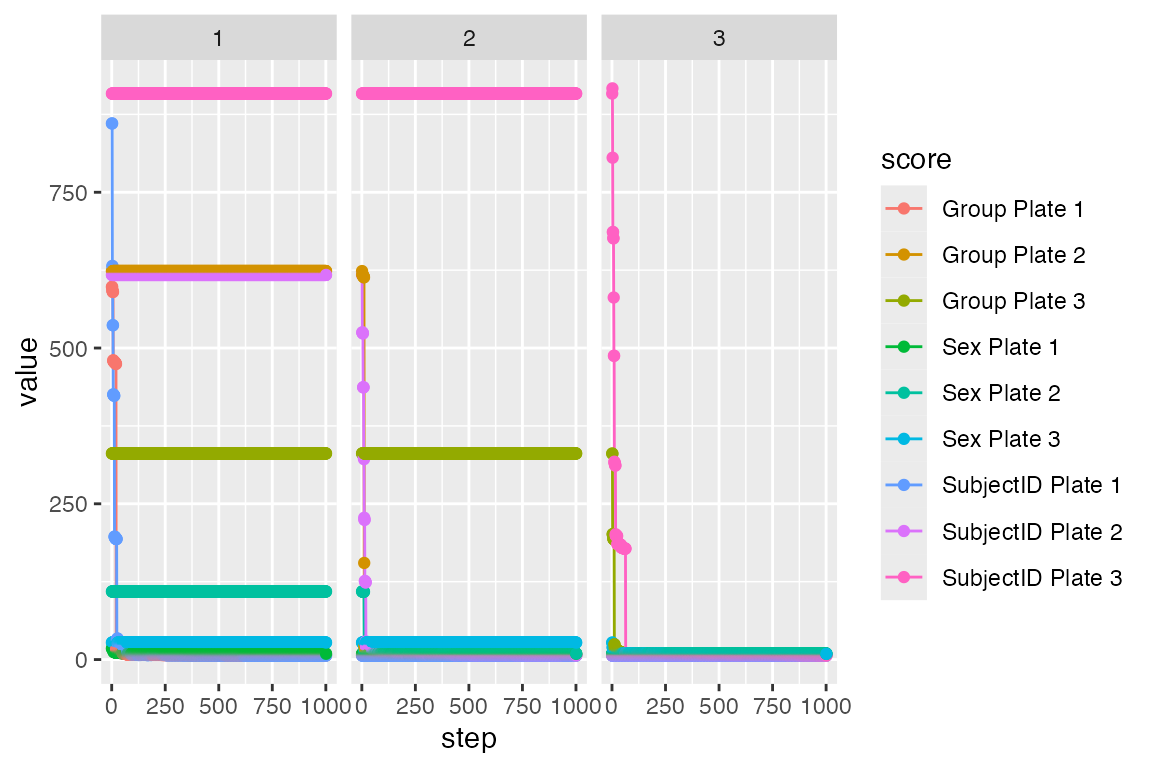 1 2 3
value
750
500
250
0
0 250 500 750 1000 0 250 500 750 1000 0 250 500 750 1000
step
score
Group Plate 1
Group Plate 2
Group Plate 3
Sex Plate 1
Sex Plate 2
Sex Plate 3
SubjectID Plate 1
SubjectID Plate 2
SubjectID Plate 3